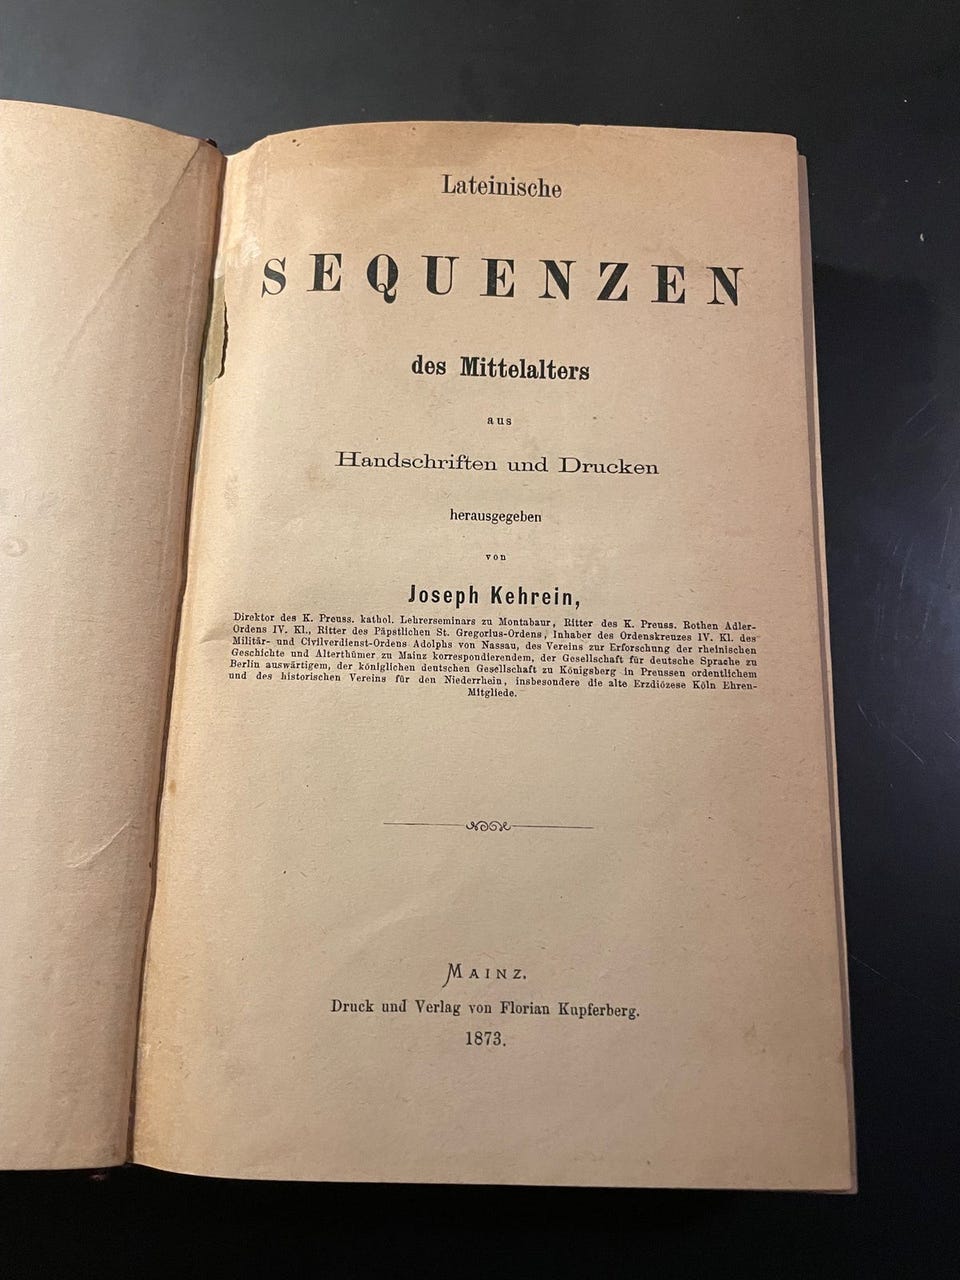 Lateinische
SEQUENZEN
des Mittelalters
aus
Handschriften und Drucken
herausgegeben
von
Joseph Kehrein,
Direktor des K. Preuss. kathol. Lehrerseminars zu Montabaur, Ritter des K. Preuss. Rothen Adler-
Ordens IV. Kl., Ritter des Päpstlichen St. Gregorius-Ordens, Inhaber des Ordenskreuzes IV. Kl. des
Militär- und Civilverdienst-Ordens Adolphs von Nassau, des Vereins zur Erforschung der rheinischen
Geschichte und Alterthümer zu Mainz korrespondierendem, der Gesellschaft für deutsche Sprache zu
Berlin auswärtigem, der königlichen deutschen Gesellschaft zu Königsberg in Preussen ordentlichem
und des historischen Vereins für den Niederrhein, insbesondere die alte Erzdiözese Köln Ehren-
Mitgliede.
MAINZ.
Druck und Verlag von Florian Kupferberg.
1873.